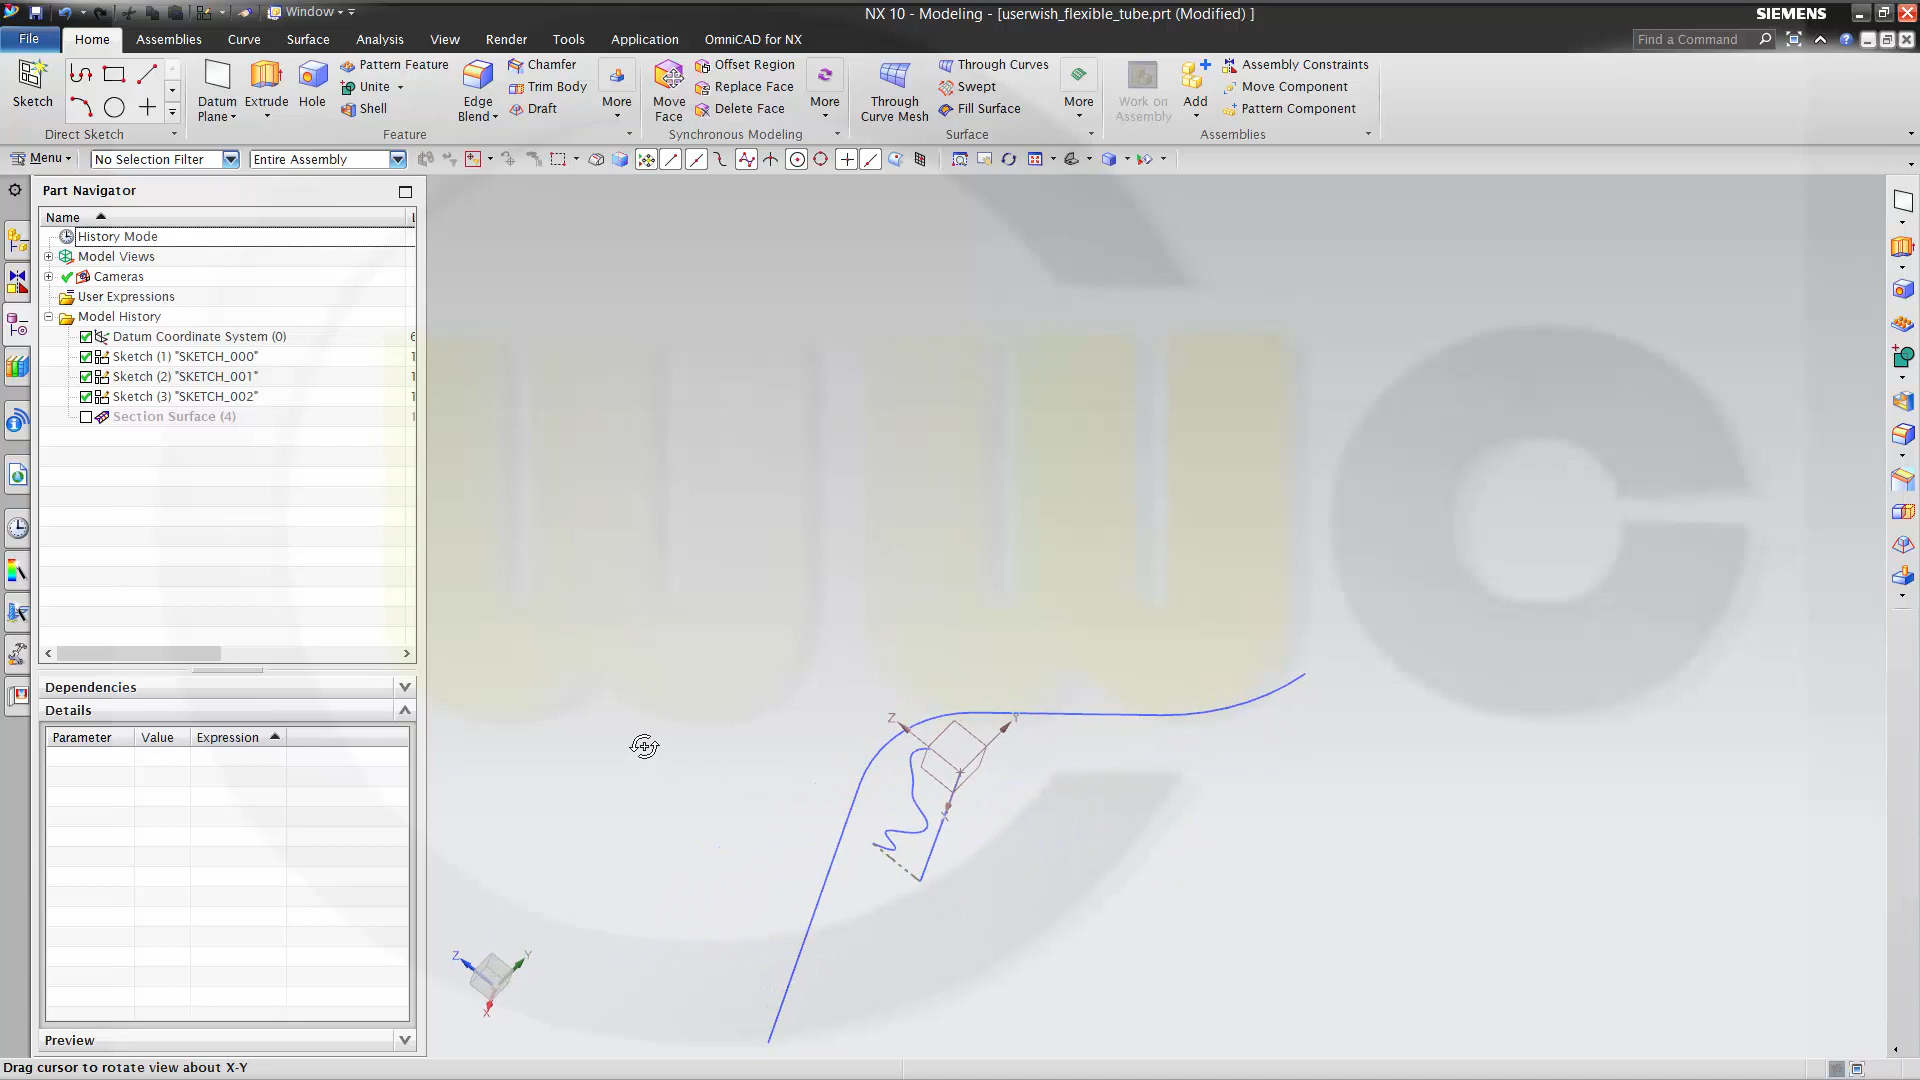 Window
NX 10 - Modeling - [userwish_flexible_tube.prt (Modified) ]
SIEMENS
File
Home
Assemblies
Curve
Surface
Analysis
View
Render
Tools
Application
OmniCAD for NX
Find a Command
Sketch
Direct Sketch
Datum Plane
Extrude
Hole
Pattern Feature
Unite
Shell
Edge Blend
Chamfer
Trim Body
Draft
More
Feature
Move Face
Offset Region
Replace Face
Delete Face
More
Synchronous Modeling
Through Curve Mesh
Through Curves
Swept
Fill Surface
More
Surface
Work on Assembly
Add
Assembly Constraints
Move Component
Pattern Component
Assemblies
Menu
No Selection Filter
Entire Assembly
Part Navigator
Name
History Mode
Model Views
Cameras
User Expressions
Model History
Datum Coordinate System (0)
6
Sketch (1) "SKETCH_000"
1
Sketch (2) "SKETCH_001"
1
Sketch (3) "SKETCH_002"
1
Section Surface (4)
1
Dependencies
Details
Parameter
Value
Expression
Preview
Z
Y
X
Z
Y
X
Drag cursor to rotate view about X-Y